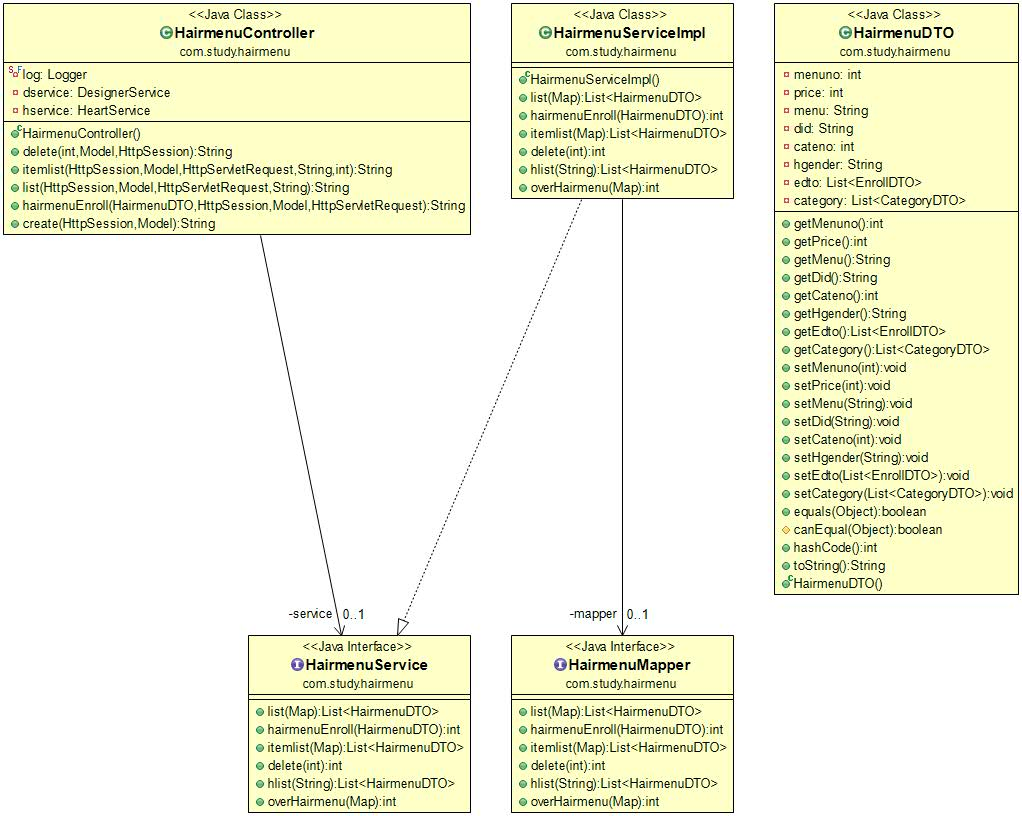 <<Java Class>>
HairmenuController
com.study.hairmenu
log: Logger
dservice: DesignerService
hservice: HeartService
HairmenuController()
delete(int,Model,HttpSession):String
itemlist(HttpSession,Model,HttpServletRequest,String,int):String
list(HttpSession,Model,HttpServletRequest,String):String
hairmenuEnroll(HairmenuDTO,HttpSession,Model,HttpServletRequest):String
create(HttpSession,Model):String
<<Java Class>>
HairmenuServiceImpl
com.study.hairmenu
HairmenuServiceImpl()
list(Map):List<HairmenuDTO>
hairmenuEnroll(HairmenuDTO):int
itemlist(Map):List<HairmenuDTO>
delete(int):int
hlist(String):List<HairmenuDTO>
overHairmenu(Map):int
<<Java Class>>
HairmenuDTO
com.study.hairmenu
menuno: int
price: int
menu: String
did: String
cateno: int
hgender: String
edto: List<EnrollDTO>
category: List<CategoryDTO>
getMenuno():int
getPrice():int
getMenu():String
getDid():String
getCateno():int
getHgender():String
getEdto():List<EnrollDTO>
getCategory():List<CategoryDTO>
setMenuno(int):void
setPrice(int):void
setMenu(String):void
setDid(String):void
setCateno(int):void
setHgender(String):void
setEdto(List<EnrollDTO>):void
setCategory(List<CategoryDTO>):void
equals(Object):boolean
canEqual(Object):boolean
hashCode():int
toString():String
HairmenuDTO()
-service 0..1
-mapper 0..1
<<Java Interface>>
HairmenuService
com.study.hairmenu
list(Map):List<HairmenuDTO>
hairmenuEnroll(HairmenuDTO):int
itemlist(Map):List<HairmenuDTO>
delete(int):int
hlist(String):List<HairmenuDTO>
overHairmenu(Map):int
<<Java Interface>>
HairmenuMapper
com.study.hairmenu
list(Map):List<HairmenuDTO>
hairmenuEnroll(HairmenuDTO):int
itemlist(Map):List<HairmenuDTO>
delete(int):int
hlist(String):List<HairmenuDTO>
overHairmenu(Map):int